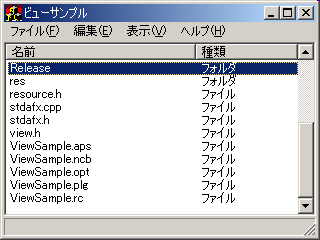 ビューサンプル
ファイル(F) 編集(E) 表示(V) ヘルプ(H)
名前 種類
Release フォルダ
res フォルダ
resource.h ファイル
stdafx.cpp ファイル
stdafx.h ファイル
view.h ファイル
ViewSample.aps ファイル
ViewSample.ncb ファイル
ViewSample.opt ファイル
ViewSample.plg ファイル
ViewSample.rc ファイル